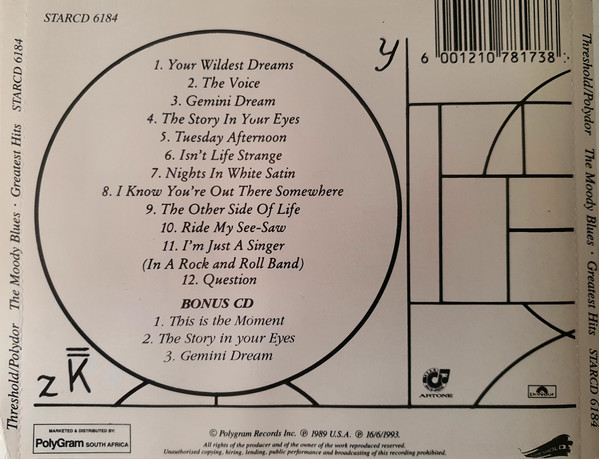 STARCD 6184
6 001210 781738
y
1. Your Wildest Dreams
2. The Voice
3. Gemini Dream
4. The Story In Your Eyes
5. Tuesday Afternoon
6. Isn't Life Strange
7. Nights In White Satin
8. I Know You're Out There Somewhere
9. The Other Side Of Life
10. Ride My See-Saw
11. I'm Just A Singer
(In A Rock and Roll Band)
12. Question
BONUS CD
1. This is the Moment
2. The Story in your Eyes
3. Gemini Dream
z K
ARTONE
Polydor
MARKETED & DISTRIBUTED BY:
PolyGram SOUTH AFRICA
© Polygram Records Inc. ℗ 1989 U.S.A. ℗ 16/6/1993.
All rights of the producer and of the owner of the work reproduced reserved.
Unauthorised copying, hiring, lending, public performance and broadcasting of this recording prohibited.
Threshold/Polydor The Moody Blues · Greatest Hits STARCD 6184
Threshold/Polydor The Moody Blues · Greatest Hits STARCD 6184